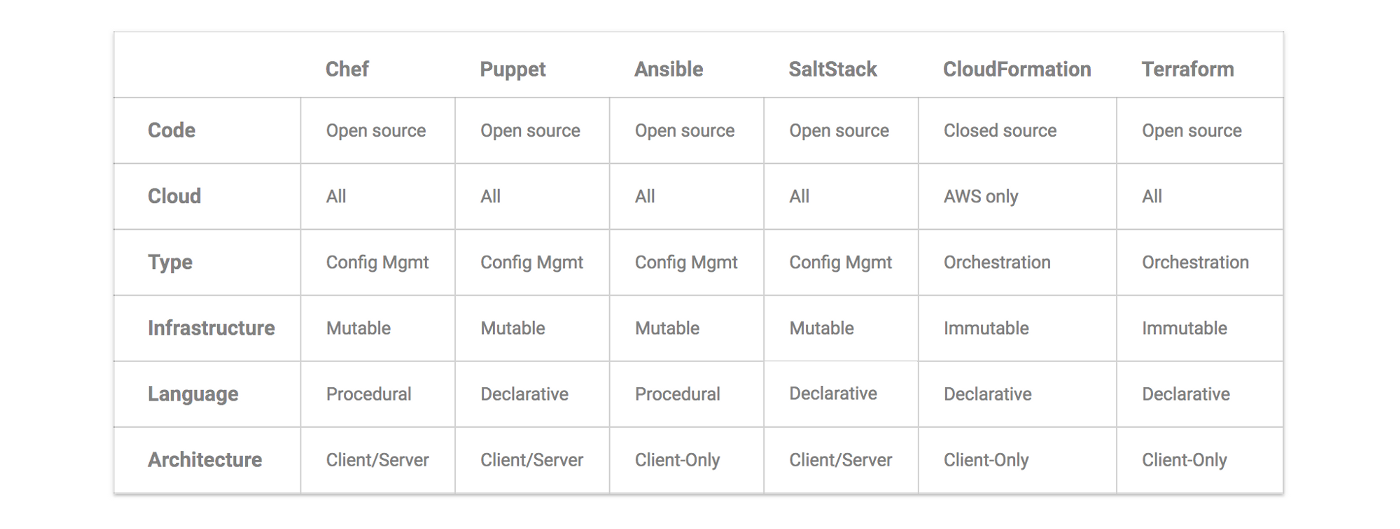 Chef Puppet Ansible SaltStack CloudFormation Terraform
Code Open source Open source Open source Open source Closed source Open source
Cloud All All All All AWS only All
Type Config Mgmt Config Mgmt Config Mgmt Config Mgmt Orchestration Orchestration
Infrastructure Mutable Mutable Mutable Mutable Immutable Immutable
Language Procedural Declarative Procedural Declarative Declarative Declarative
Architecture Client/Server Client/Server Client-Only Client/Server Client-Only Client-Only